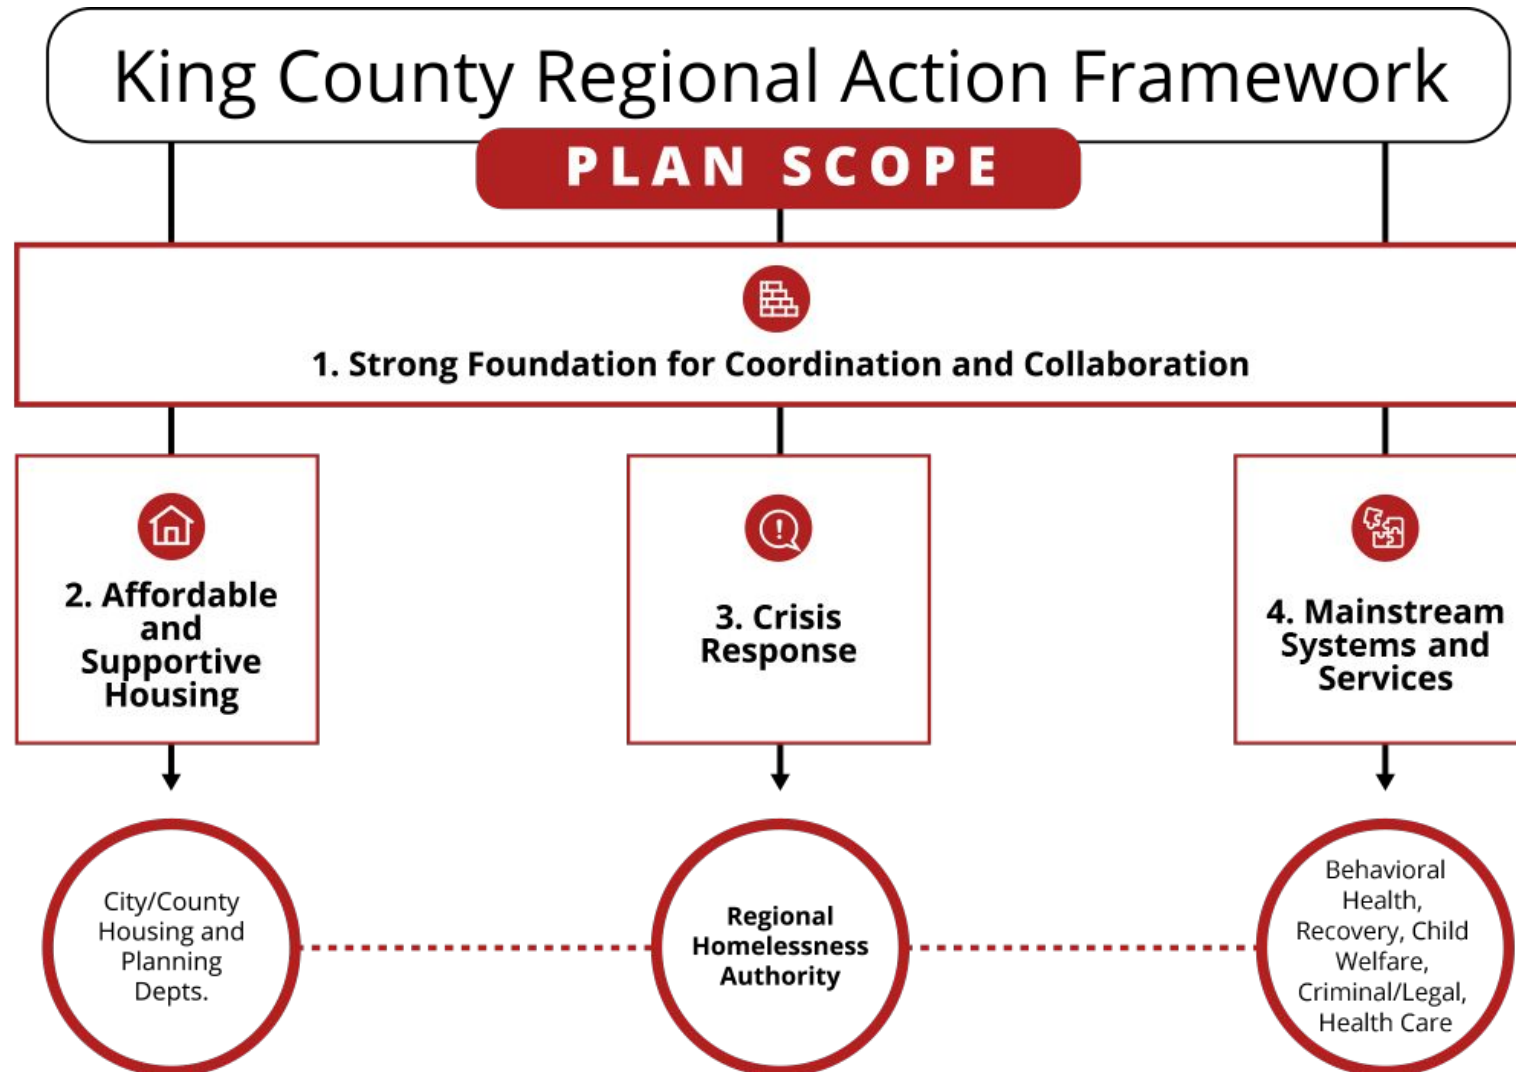 King County Regional Action Framework
PLAN SCOPE
1. Strong Foundation for Coordination and Collaboration
2. Affordable
and
Supportive
Housing
3. Crisis
Response
4. Mainstream
Systems and
Services
City/County
Housing and
Planning
Depts.
Regional
Homelessness
Authority
Behavioral
Health,
Recovery, Child
Welfare,
Criminal/Legal,
Health Care